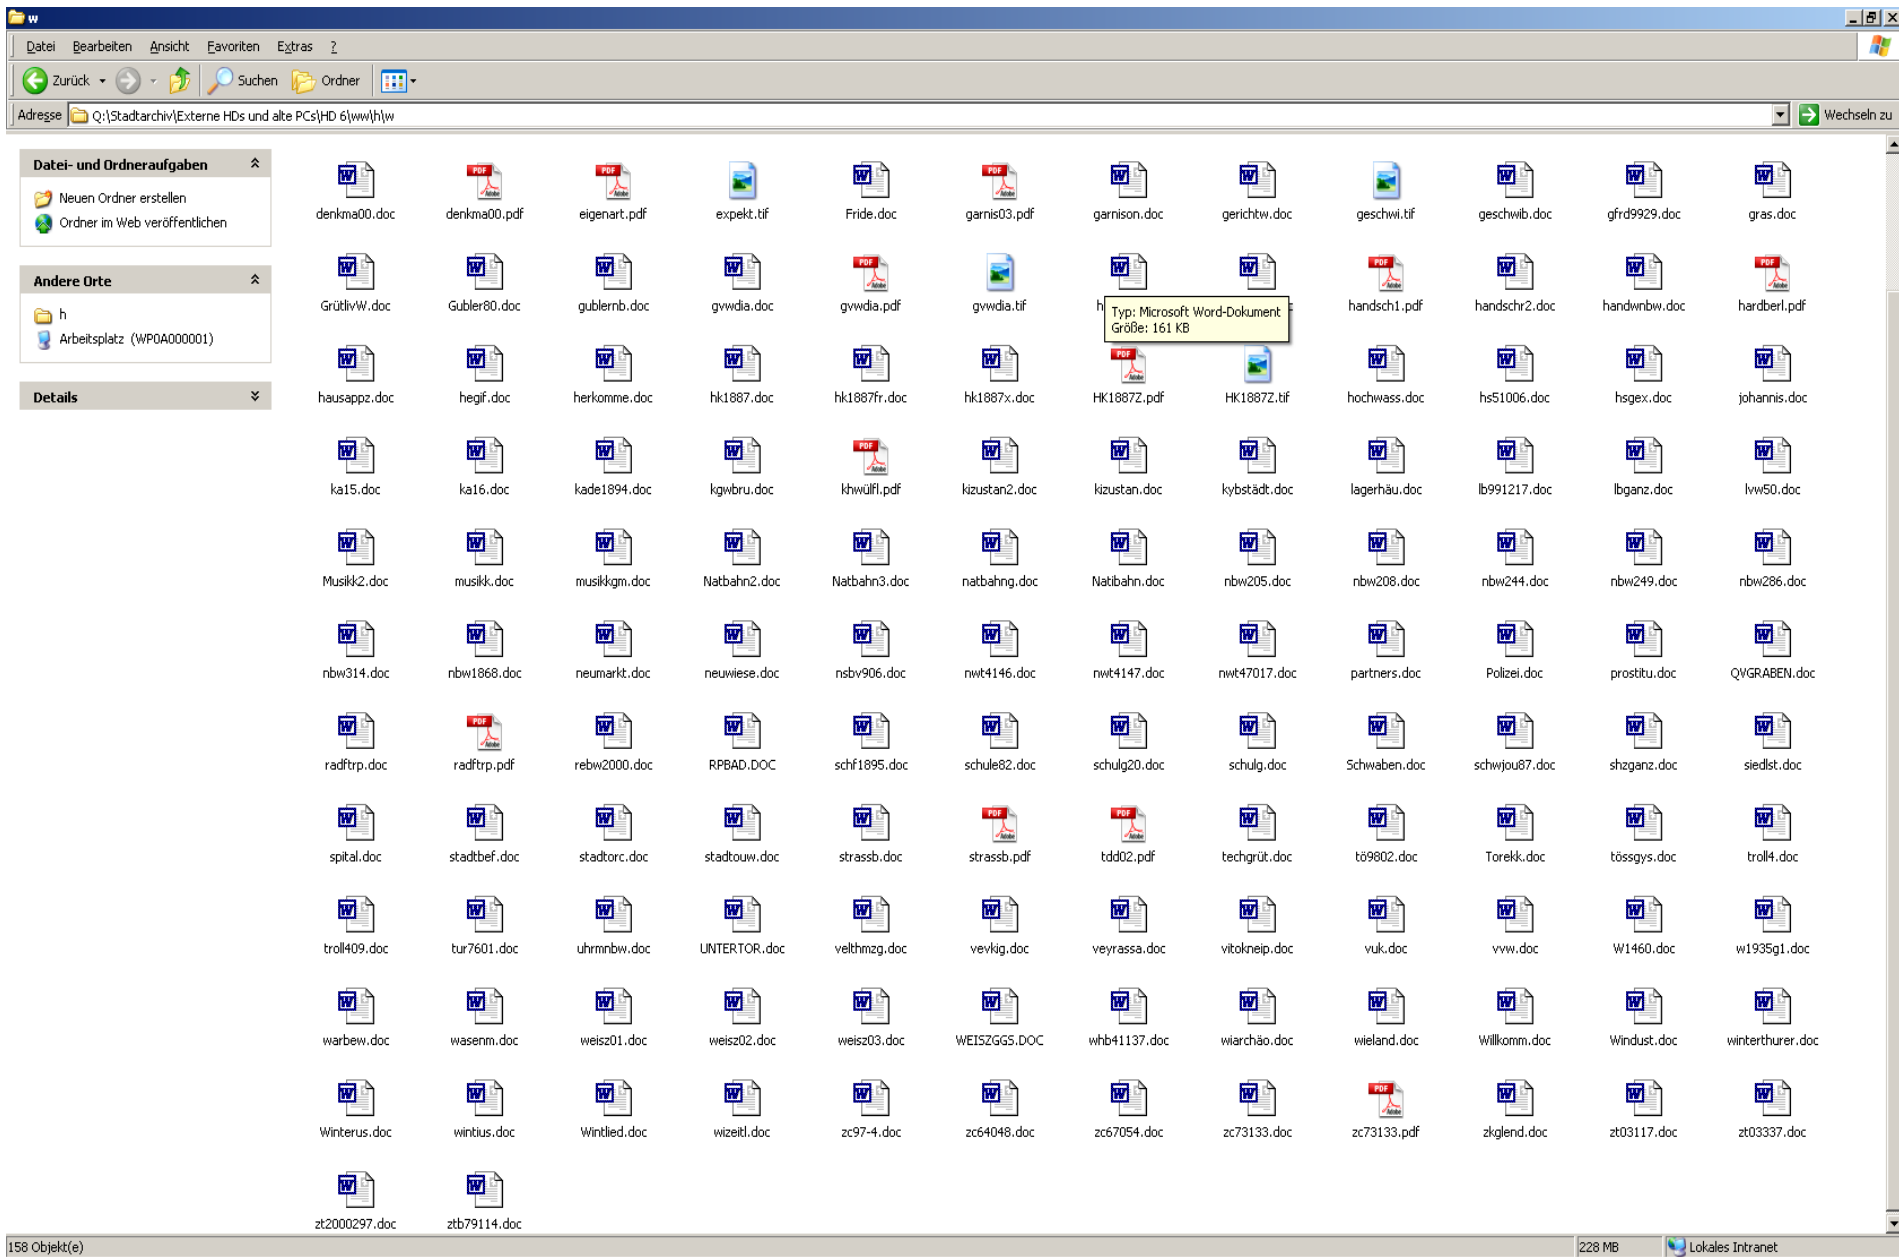 w
Datei Bearbeiten Ansicht Favoriten Extras ?
Zurück Suchen Ordner
Adresse Q:\Stadtarchiv\Externe HDs und alte PCs\HD 6\ww\h\w Wechseln zu
Datei- und Ordneraufgaben
Neuen Ordner erstellen
Ordner im Web veröffentlichen
Andere Orte
h
Arbeitsplatz (WP0A000001)
Details
denkma00.doc denkma00.pdf eigenart.pdf expekt.tif Fride.doc garnis03.pdf garnison.doc gerichtw.doc geschwi.tif geschwib.doc gfrd9929.doc gras.doc
GrütlivW.doc Gubler80.doc gublernb.doc gvwdia.doc gvwdia.pdf gvwdia.tif handsch1.pdf handschr2.doc handwnbw.doc hardberl.pdf
Typ: Microsoft Word-Dokument
Größe: 161 KB
hausappz.doc hegif.doc herkomme.doc hk1887.doc hk1887fr.doc hk1887x.doc HK1887Z.pdf HK1887Z.tif hochwass.doc hs51006.doc hsgex.doc johannis.doc
ka15.doc ka16.doc kade1894.doc kgwbru.doc khwülfl.pdf kizustan2.doc kizustan.doc kybstädt.doc lagerhäu.doc lb991217.doc lbganz.doc lvw50.doc
Musikk2.doc musikk.doc musikkgm.doc Natbahn2.doc Natbahn3.doc natbahng.doc Natibahn.doc nbw205.doc nbw208.doc nbw244.doc nbw249.doc nbw286.doc
nbw314.doc nbw1868.doc neumarkt.doc neuwiese.doc nsbv906.doc nwt4146.doc nwt4147.doc nwt47017.doc partners.doc Polizei.doc prostitu.doc QVGRABEN.doc
radftrp.doc radftrp.pdf rebw2000.doc RPBAD.DOC schf1895.doc schule82.doc schulg20.doc schulg.doc Schwaben.doc schwjou87.doc shzganz.doc siedlst.doc
spital.doc stadtbef.doc stadtorc.doc stadtouw.doc strassb.doc strassb.pdf tdd02.pdf techgrüt.doc tö9802.doc Torekk.doc tössgys.doc troll4.doc
troll409.doc tur7601.doc uhrmnbw.doc UNTERTOR.doc velthmzg.doc vevkig.doc veyrassa.doc vitokneip.doc vuk.doc vvw.doc W1460.doc w1935g1.doc
warbew.doc wasenm.doc weisz01.doc weisz02.doc weisz03.doc WEISZGGS.DOC whb41137.doc wiarchäo.doc wieland.doc Willkomm.doc Windust.doc winterthurer.doc
Winterus.doc wintius.doc Wintlied.doc wizeitl.doc zc97-4.doc zc64048.doc zc67054.doc zc73133.doc zc73133.pdf zkglend.doc zt03117.doc zt03337.doc
zt2000297.doc ztb79114.doc
158 Objekt(e) 228 MB Lokales Intranet